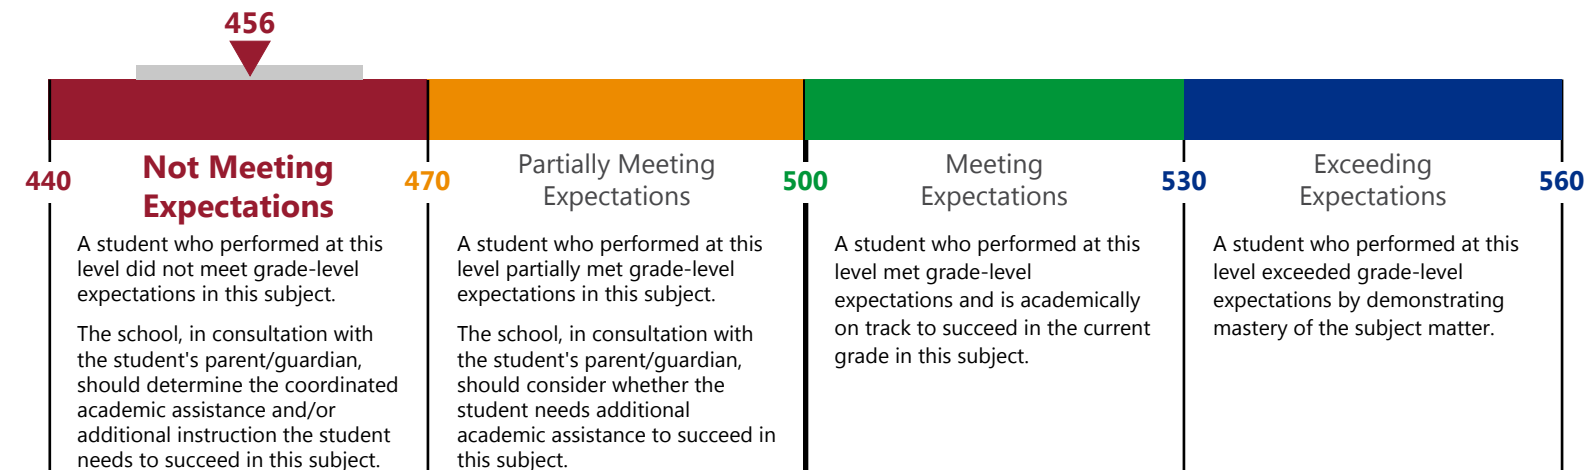 456
440
Not Meeting
Expectations
470
Partially Meeting
Expectations
500
Meeting
Expectations
530
Exceeding
Expectations
560
A student who performed at this
level did not meet grade-level
expectations in this subject.
The school, in consultation with
the student's parent/guardian,
should determine the coordinated
academic assistance and/or
additional instruction the student
needs to succeed in this subject.
A student who performed at this
level partially met grade-level
expectations in this subject.
The school, in consultation with
the student's parent/guardian,
should consider whether the
student needs additional
academic assistance to succeed in
this subject.
A student who performed at this
level met grade-level
expectations and is academically
on track to succeed in the current
grade in this subject.
A student who performed at this
level exceeded grade-level
expectations by demonstrating
mastery of the subject matter.